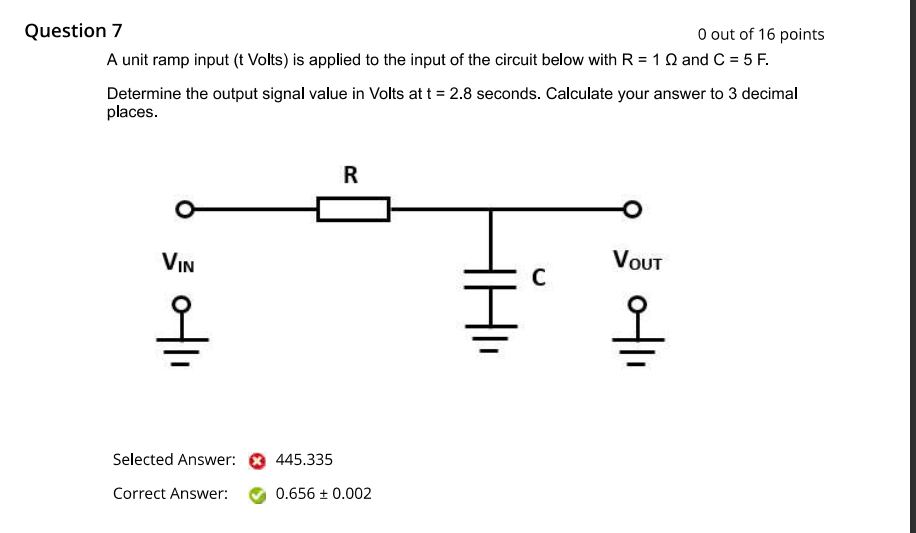 Question 7
0 out of 16 points
A unit ramp input (t Volts) is applied to the input of the circuit below with R = 1 Ω and C = 5 F.
Determine the output signal value in Volts at t = 2.8 seconds. Calculate your answer to 3 decimal
places.
R
VIN
C
VOUT
Selected Answer: 445.335
Correct Answer: 0.656 ± 0.002